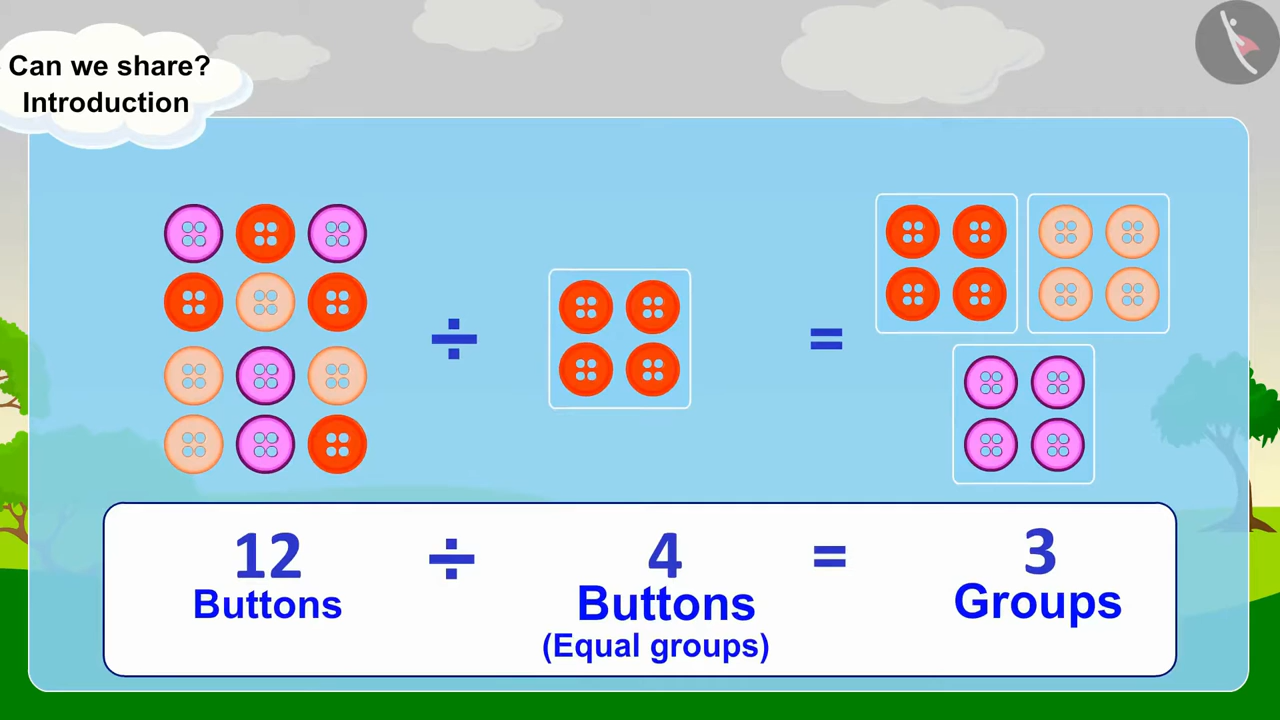 Can we share?
Introduction
÷ =
12 ÷ 4 = 3
Buttons Buttons Groups
(Equal groups)